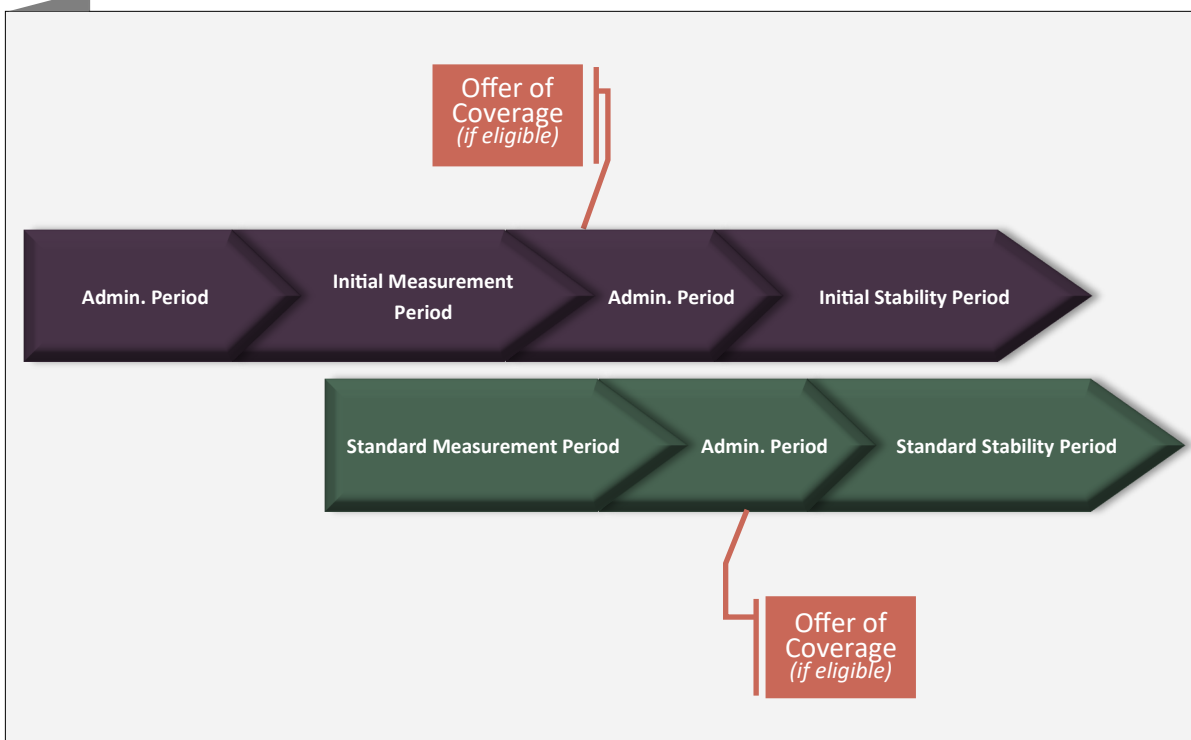 Offer of
Coverage
(if eligible)
Admin. Period
Initial Measurement
Period
Admin. Period
Initial Stability Period
Standard Measurement Period
Admin. Period
Standard Stability Period
Offer of
Coverage
(if eligible)